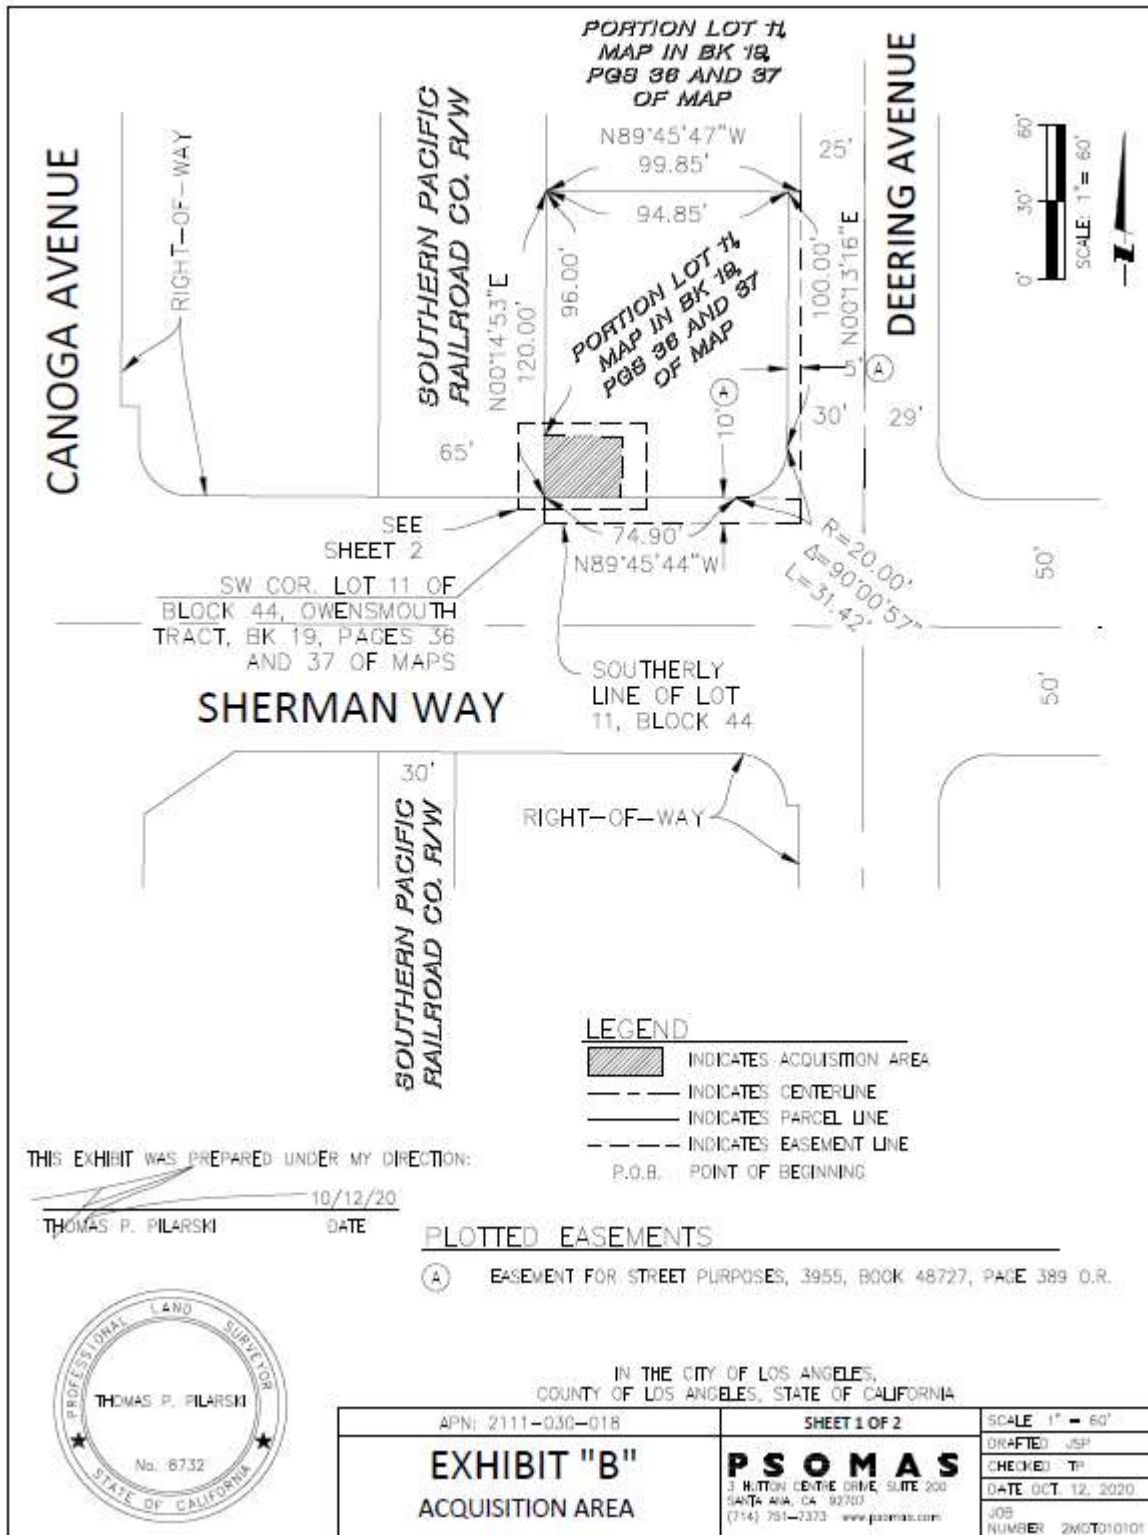 PORTION LOT 11,
MAP IN BK 19,
PGS 36 AND 37
OF MAP
DEERING AVENUE
CANOGA AVENUE
RIGHT-OF-WAY
SOUTHERN PACIFIC
RAILROAD CO. R/W
N89°45'47"W
99.85'
94.85'
25'
60'
30'
0'
SCALE: 1"= 60'
N00°14'53"E
120.00'
96.00'
PORTION LOT 11,
MAP IN BK 19,
PGS 36 AND 37
OF MAP
100.00'
N00°13'16"E
5' A
10' A
30'
29'
65'
SEE
SHEET 2
74.90'
N89°45'44"W
R=20.00'
Δ=90°00'57"
L=31.42'
50'
50'
SW COR. LOT 11 OF
BLOCK 44, OWENSMOUTH
TRACT, BK 19, PAGES 36
AND 37 OF MAPS
SOUTHERLY
LINE OF LOT
11, BLOCK 44
SHERMAN WAY
30'
RIGHT-OF-WAY
SOUTHERN PACIFIC
RAILROAD CO. R/W
LEGEND
INDICATES ACQUISITION AREA
INDICATES CENTERLINE
INDICATES PARCEL LINE
INDICATES EASEMENT LINE
P.O.B. POINT OF BEGINNING
THIS EXHIBIT WAS PREPARED UNDER MY DIRECTION:
10/12/20
THOMAS P. PILARSKI DATE
PLOTTED EASEMENTS
A EASEMENT FOR STREET PURPOSES, 3955, BOOK 48727, PAGE 389 O.R.
PROFESSIONAL LAND SURVEYOR
THOMAS P. PILARSKI
No. 8732
STATE OF CALIFORNIA
IN THE CITY OF LOS ANGELES,
COUNTY OF LOS ANGELES, STATE OF CALIFORNIA
APN: 2111-030-018
EXHIBIT "B"
ACQUISITION AREA
SHEET 1 OF 2
PSOMAS
3 HUTTON CENTRE DRIVE, SUITE 200
SANTA ANA, CA 92707
(714) 751-7373 www.psomas.com
SCALE 1" = 60'
DRAFTED JSP
CHECKED TP
DATE OCT. 12, 2020
JOB
NUMBER 2MOT010101